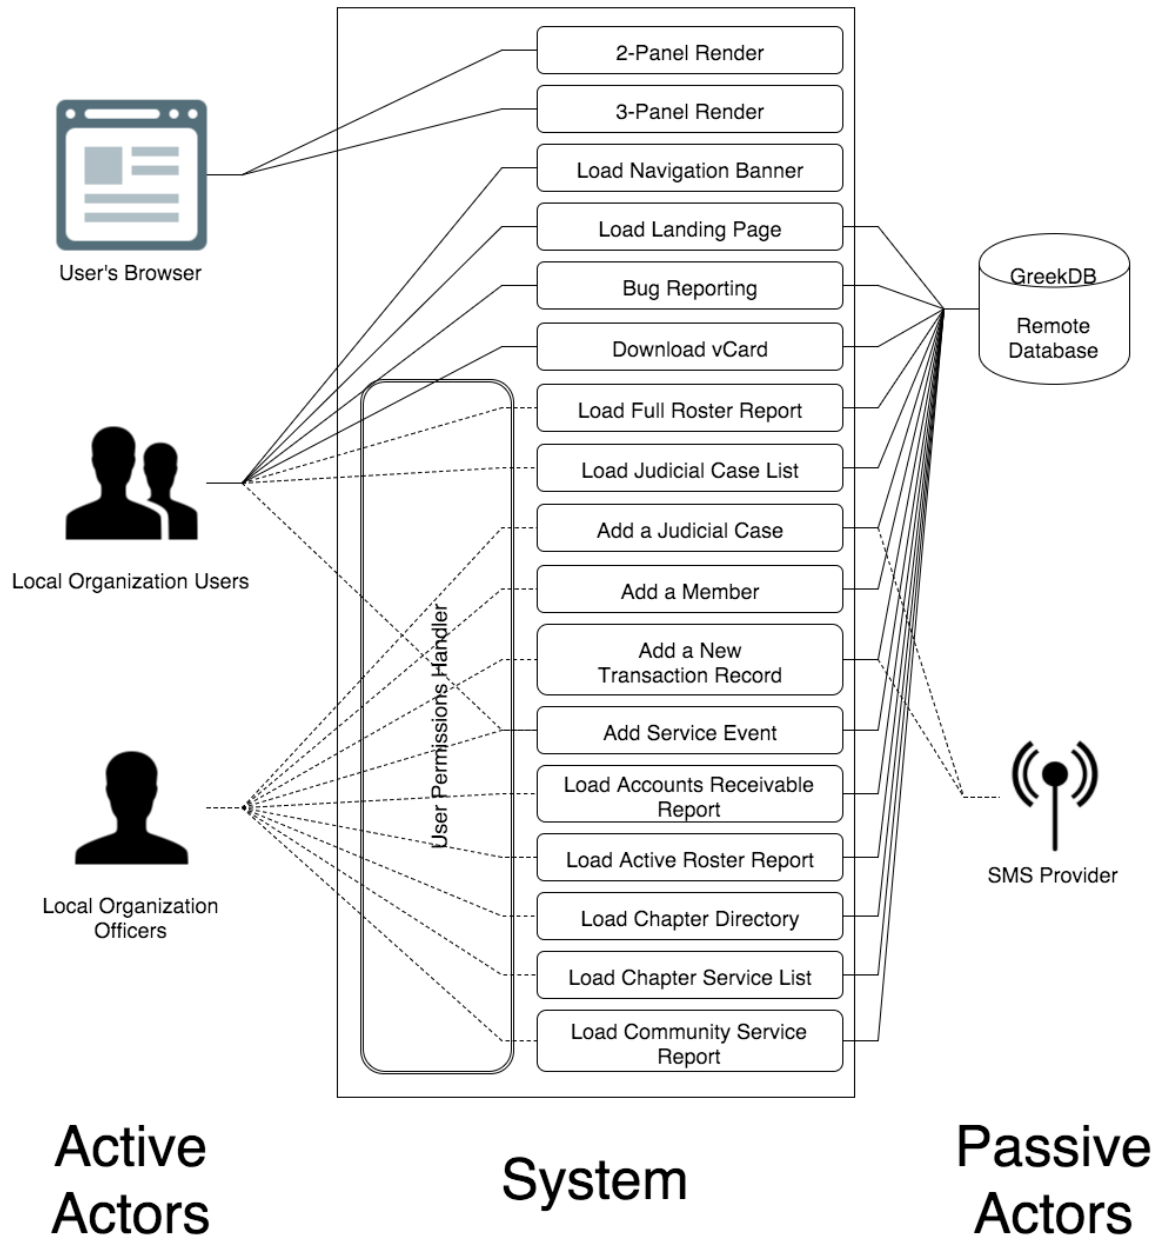 2-Panel Render
3-Panel Render
Load Navigation Banner
Load Landing Page
Bug Reporting
Download vCard
Load Full Roster Report
Load Judicial Case List
Add a Judicial Case
Add a Member
Add a New
Transaction Record
Add Service Event
Load Accounts Receivable
Report
Load Active Roster Report
Load Chapter Directory
Load Chapter Service List
Load Community Service
Report
User Permissions Handler
User's Browser
Local Organization Users
Local Organization
Officers
GreekDB
Remote
Database
SMS Provider
Active
Actors
System
Passive
Actors